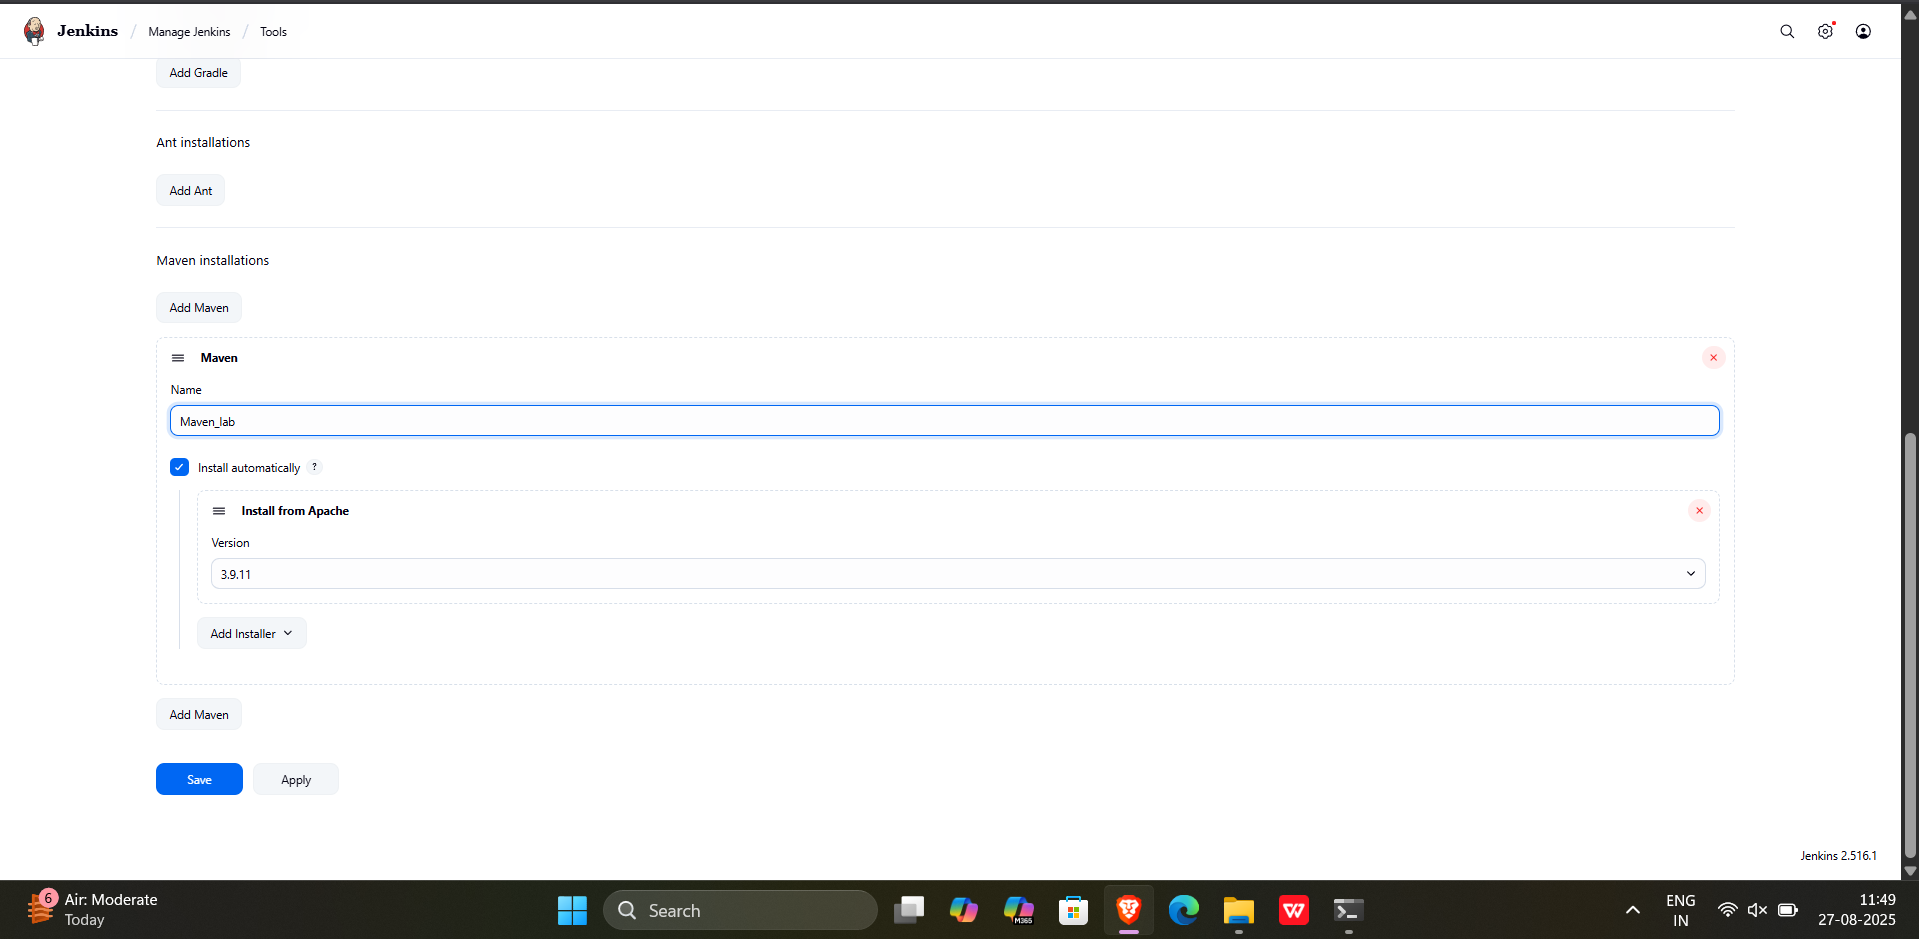 Jenkins / Manage Jenkins / Tools
Add Gradle
Ant installations
Add Ant
Maven installations
Add Maven
Maven
Name
Maven_lab
Install automatically ?
Install from Apache
Version
3.9.11
Add Installer
Add Maven
Save Apply
Jenkins 2.516.1
6
Air: Moderate
Today
Search
M365
W
ENG
IN
11:49
27-08-2025